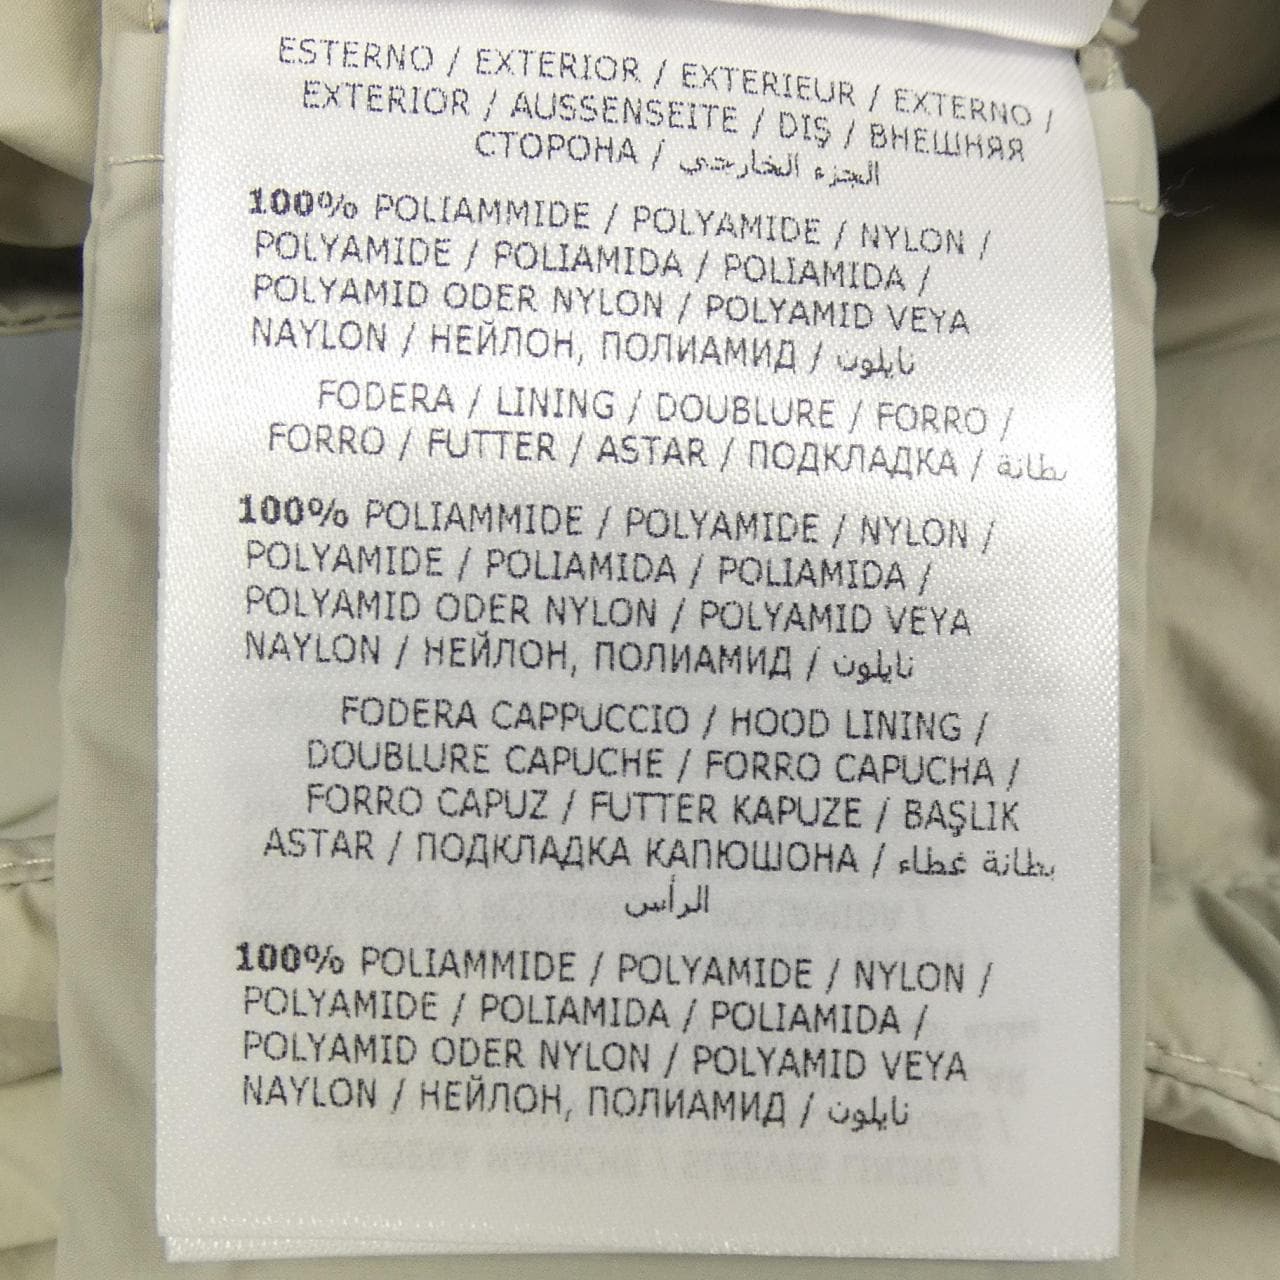 ESTERNO / EXTERIOR / EXTERIEUR / EXTERNO /
EXTERIOR / AUSSENSEITE / DIŞ / ВНЕШНЯЯ
СТОРОНА / الجزء الخارجي
100% POLIAMMIDE / POLYAMIDE / NYLON /
POLYAMIDE / POLIAMIDA / POLIAMIDA /
POLYAMID ODER NYLON / POLYAMID VEYA
NAYLON / НЕЙЛОН, ПОЛИАМИД / نايلون
FODERA / LINING / DOUBLURE / FORRO /
FORRO / FUTTER / ASTAR / ПОДКЛАДКА / بطانة
100% POLIAMMIDE / POLYAMIDE / NYLON /
POLYAMIDE / POLIAMIDA / POLIAMIDA /
POLYAMID ODER NYLON / POLYAMID VEYA
NAYLON / НЕЙЛОН, ПОЛИАМИД / نايلون
FODERA CAPPUCCIO / HOOD LINING /
DOUBLURE CAPUCHE / FORRO CAPUCHA /
FORRO CAPUZ / FUTTER KAPUZE / BAŞLIK
ASTAR / ПОДКЛАДКА КАПЮШОНА / بطانة غطاء
الرأس
100% POLIAMMIDE / POLYAMIDE / NYLON /
POLYAMIDE / POLIAMIDA / POLIAMIDA /
POLYAMID ODER NYLON / POLYAMID VEYA
NAYLON / НЕЙЛОН, ПОЛИАМИД / نايلون